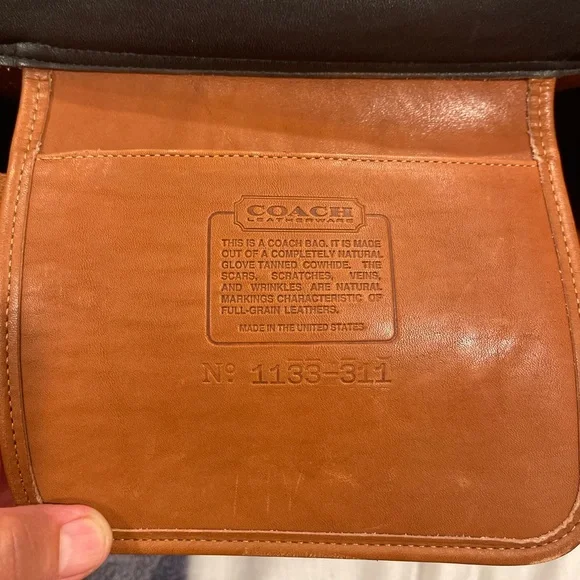 COACH
LEATHERWARE
THIS IS A COACH BAG. IT IS MADE
OUT OF A COMPLETELY NATURAL
GLOVE TANNED COWHIDE. THE
SCARS, SCRATCHES, VEINS,
AND WRINKLES ARE NATURAL
MARKINGS CHARACTERISTIC OF
FULL-GRAIN LEATHERS.
MADE IN THE UNITED STATES
Nº 1133-311